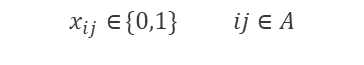 x_{ij} ∈ {0,1} ij ∈ A